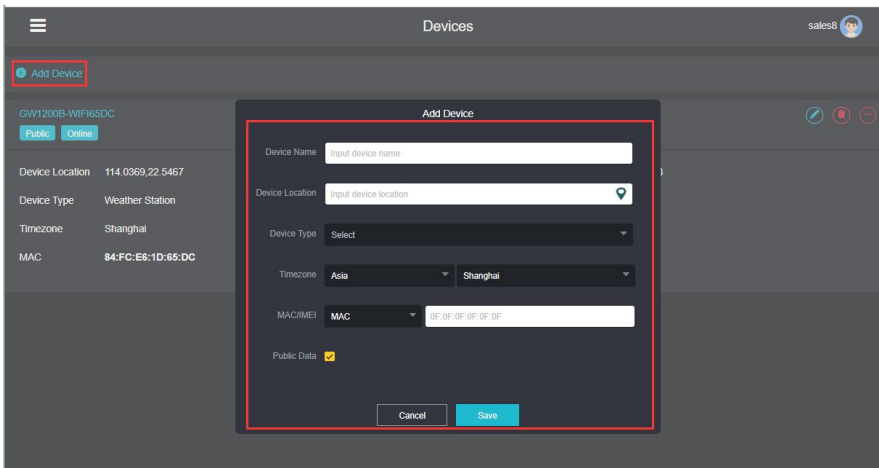 Devices
sales8
Add Device
GW1200B-WIFI65DC
Public Online
Device Location 114.0369,22.5467
Device Type Weather Station
Timezone Shanghai
MAC 84:FC:E6:1D:65:DC
Add Device
Device Name Input device name
Device Location Input device location
Device Type Select
Timezone Asia Shanghai
MAC/IMEI MAC 0F:0F:0F:0F:0F:0F
Public Data
Cancel Save